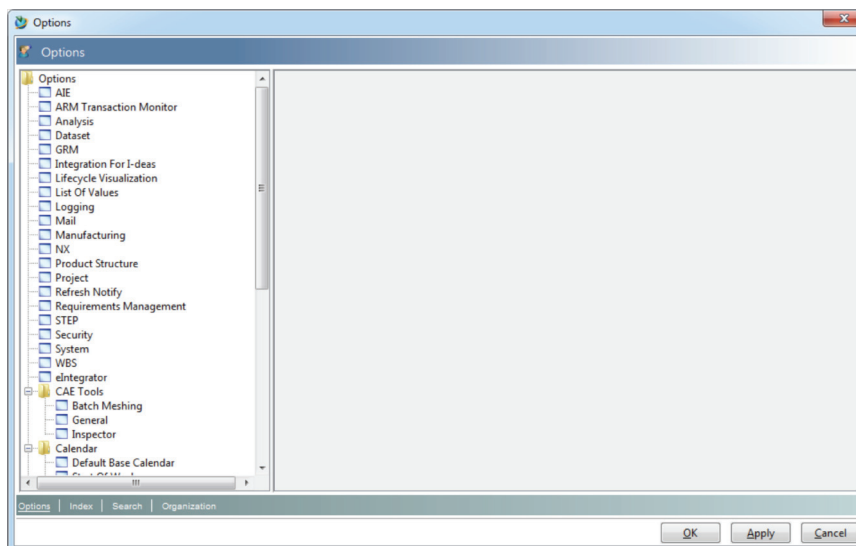 Options
Options
Options
AIE
ARM Transaction Monitor
Analysis
Dataset
GRM
Integration For I-deas
Lifecycle Visualization
List Of Values
Logging
Mail
Manufacturing
NX
Product Structure
Project
Refresh Notify
Requirements Management
STEP
Security
System
WBS
eIntegrator
CAE Tools
Batch Meshing
General
Inspector
Calendar
Default Base Calendar
Options | Index | Search | Organization
OK Apply Cancel